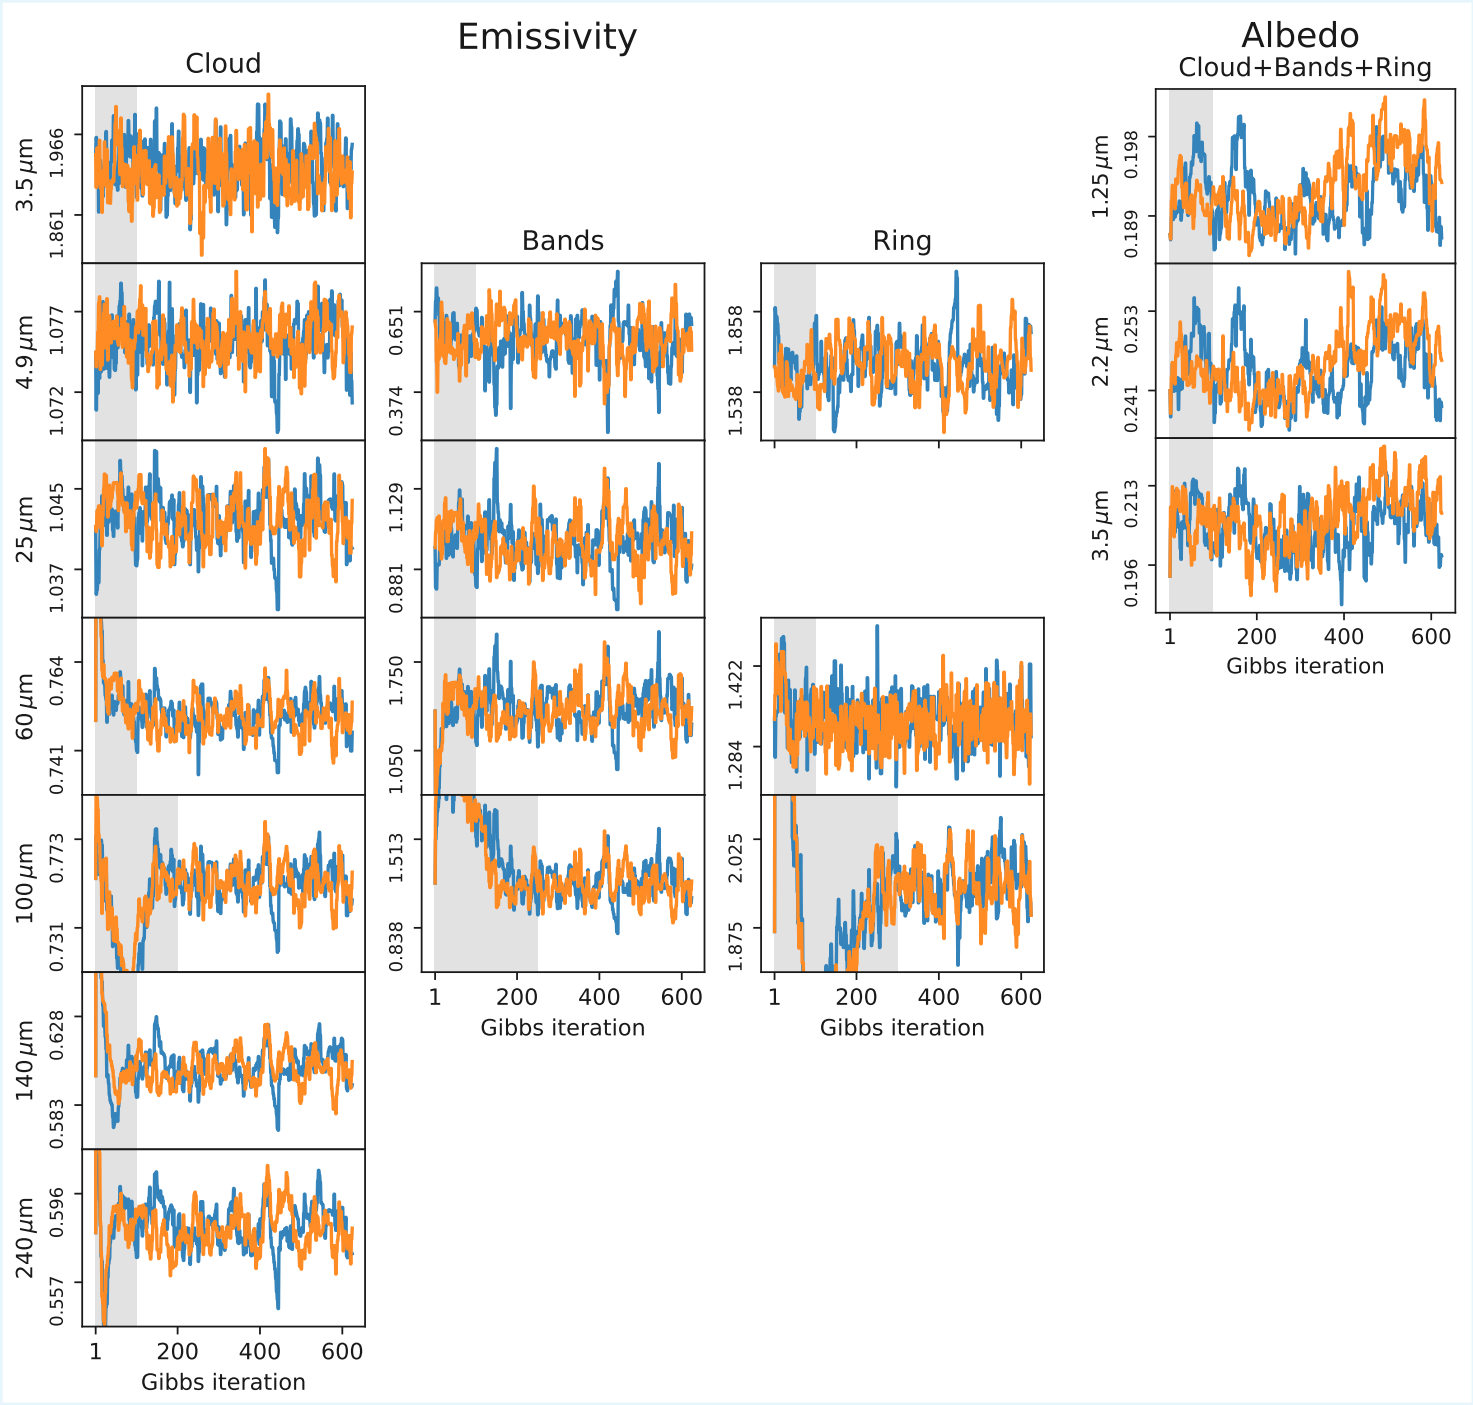 Emissivity
Albedo
Cloud
Cloud+Bands+Ring
3.5 μm
1.966
1.861
1.25 μm
0.198
0.189
Bands
Ring
4.9 μm
1.077
1.072
0.651
0.374
1.858
1.538
2.2 μm
0.253
0.241
25 μm
1.045
1.037
1.129
0.881
3.5 μm
0.213
0.196
1 200 400 600
Gibbs iteration
60 μm
0.764
0.741
1.750
1.050
1.422
1.284
100 μm
0.773
0.731
1.513
0.838
2.025
1.875
1 200 400 600
Gibbs iteration
1 200 400 600
Gibbs iteration
140 μm
0.628
0.583
240 μm
0.596
0.557
1 200 400 600
Gibbs iteration